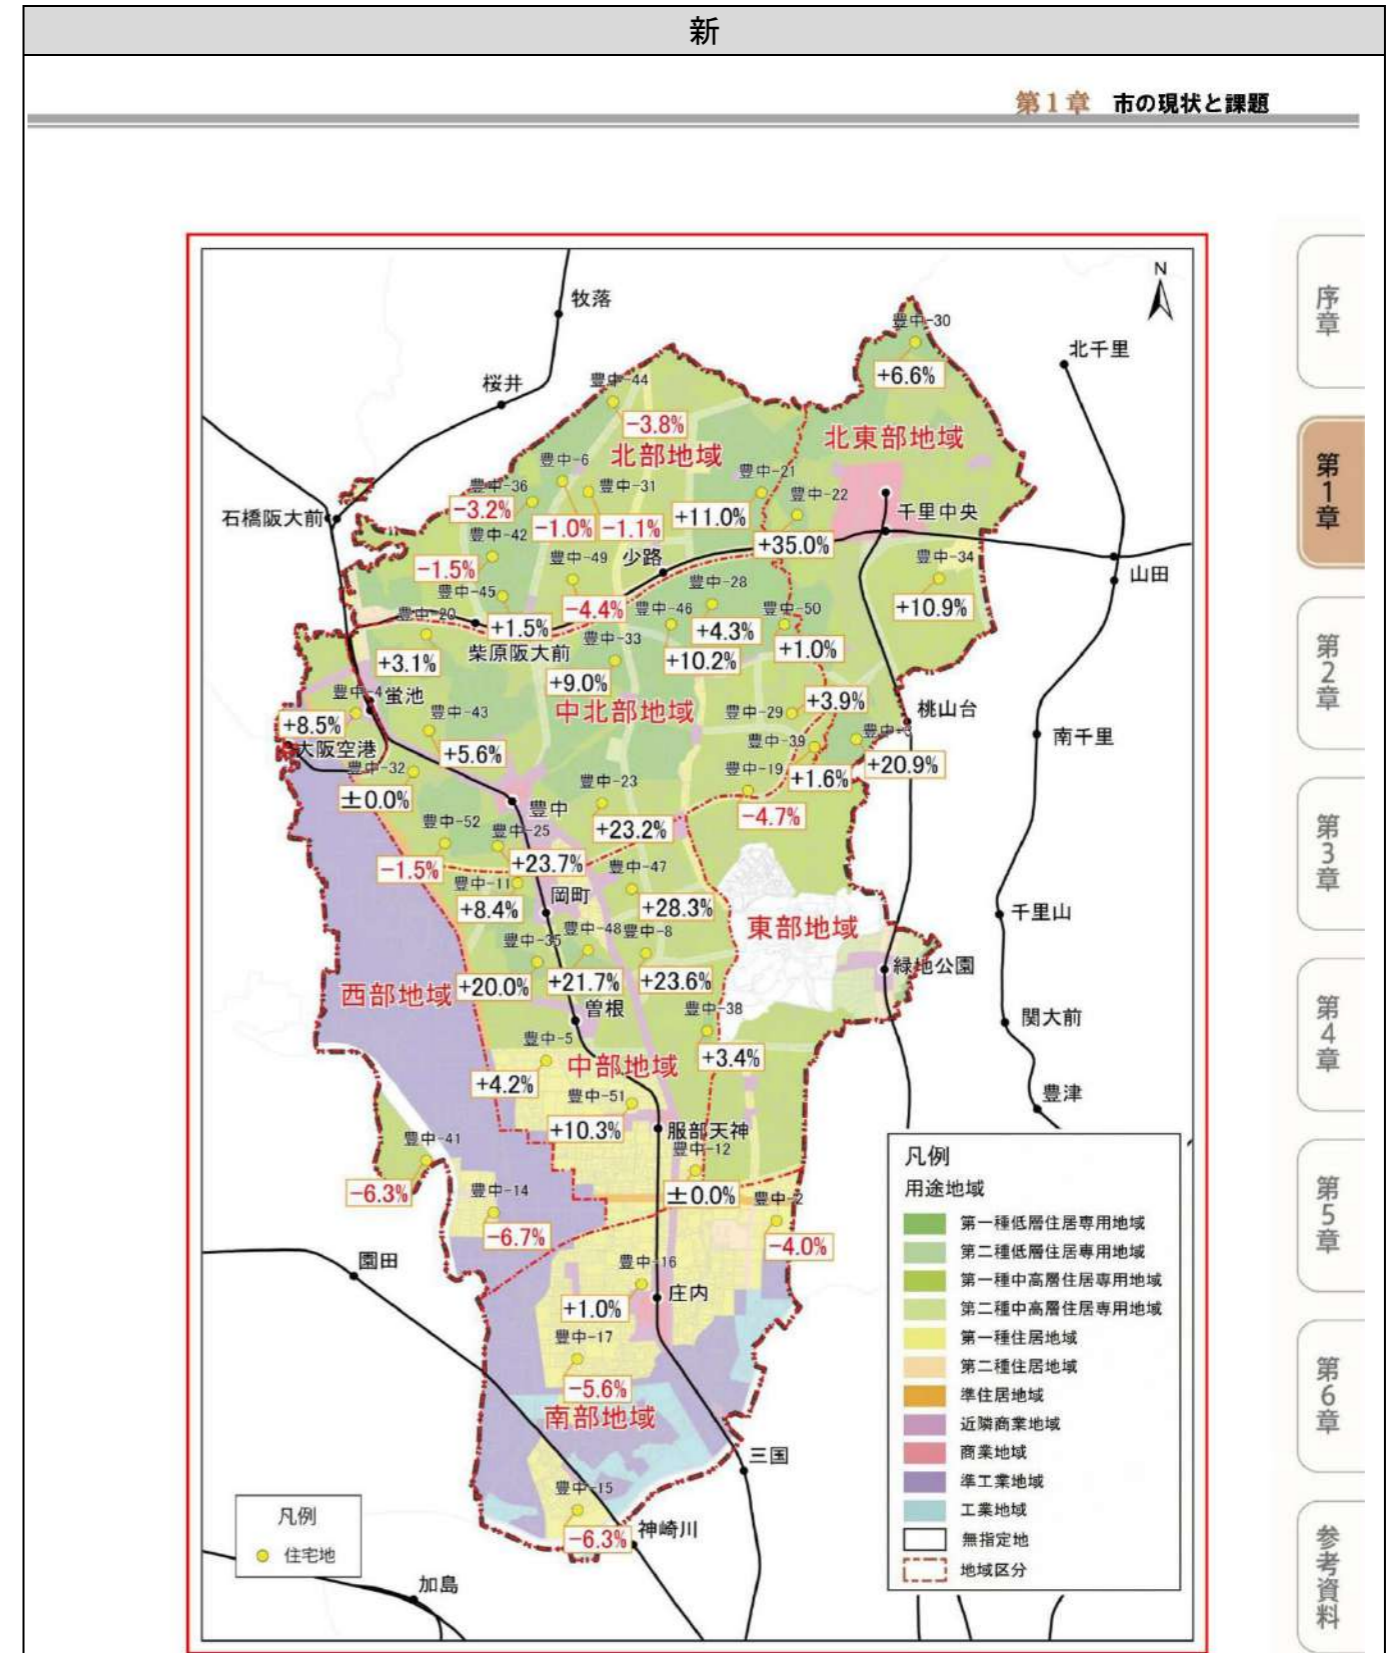 新
第1章 市の現状と課題
N
牧落
豊中-30
北千里
+6.6%
桜井
豊中-44
-3.8%
北東部地域
北部地域
豊中-6
豊中-21
豊中-36
豊中-31
豊中-22
-3.2%
石橋阪大前
-1.0%
-1.1%
+11.0%
千里中央
豊中-42
+35.0%
豊中-49
少路
豊中-34
-1.5%
山田
豊中-28
豊中-45
-4.4%
豊中-46
豊中-50
+10.9%
豊中-20
+1.5%
豊中-33
+4.3%
柴原阪大前
+3.1%
+10.2%
+1.0%
+9.0%
豊中-4
蛍池
+3.9%
中北部地域
豊中-29
桃山台
豊中-43
+8.5%
豊中-39
豊中-
南千里
大阪空港
+5.6%
豊中-32
豊中-19
+1.6%
+20.9%
±0.0%
豊中-23
豊中
-4.7%
豊中-52
豊中-25
+23.2%
-1.5%
+23.7%
豊中-47
豊中-11
岡町
+8.4%
+28.3%
千里山
豊中-48
豊中-8
東部地域
豊中-35
緑地公園
西部地域
+20.0%
+21.7%
+23.6%
曽根
豊中-38
関大前
豊中-5
+3.4%
中部地域
+4.2%
豊中-51
豊津
+10.3%
服部天神
豊中-41
豊中-12
-6.3%
豊中-14
±0.0%
豊中-2
-6.7%
-4.0%
園田
豊中-16
庄内
+1.0%
豊中-17
-5.6%
南部地域
三国
豊中-15
-6.3%
神崎川
加島
凡例
住宅地
凡例
用途地域
第一種低層住居専用地域
第二種低層住居専用地域
第一種中高層住居専用地域
第二種中高層住居専用地域
第一種住居地域
第二種住居地域
準住居地域
近隣商業地域
商業地域
準工業地域
工業地域
無指定地
地域区分
序章
第1章
第2章
第3章
第4章
第5章
第6章
参考資料